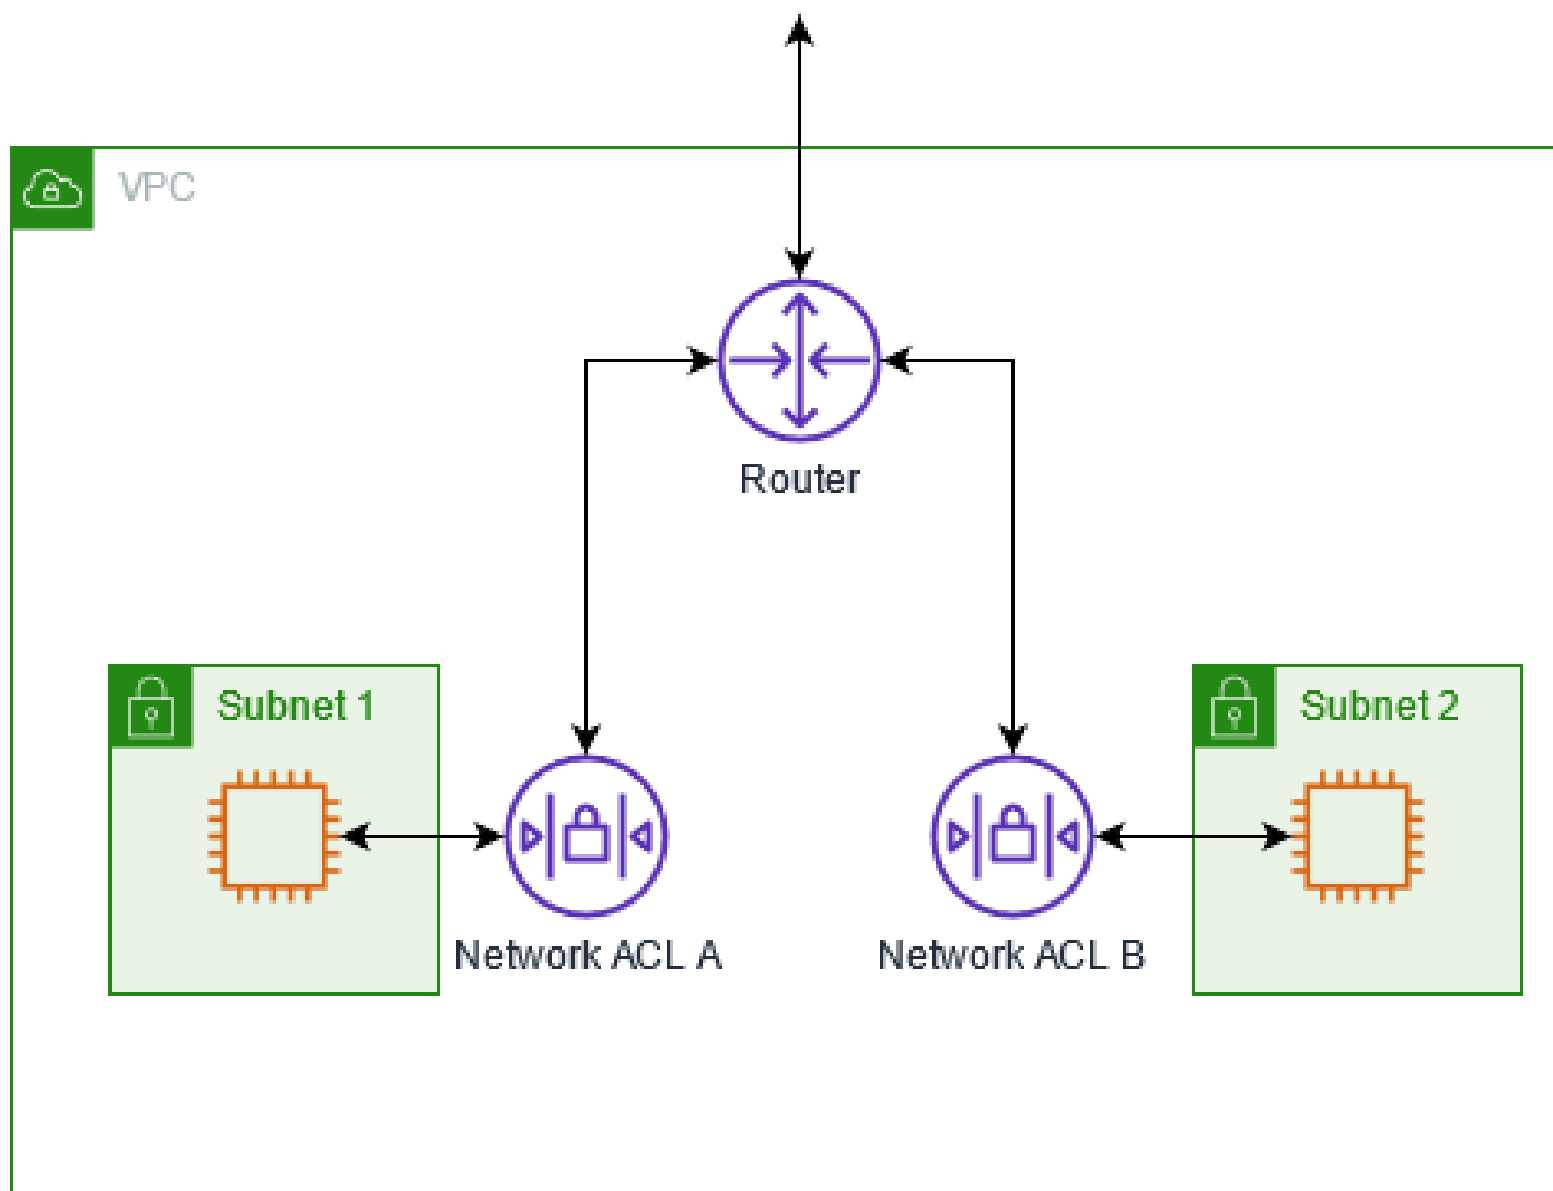 VPC
Router
Subnet 1
Subnet 2
Network ACL A
Network ACL B